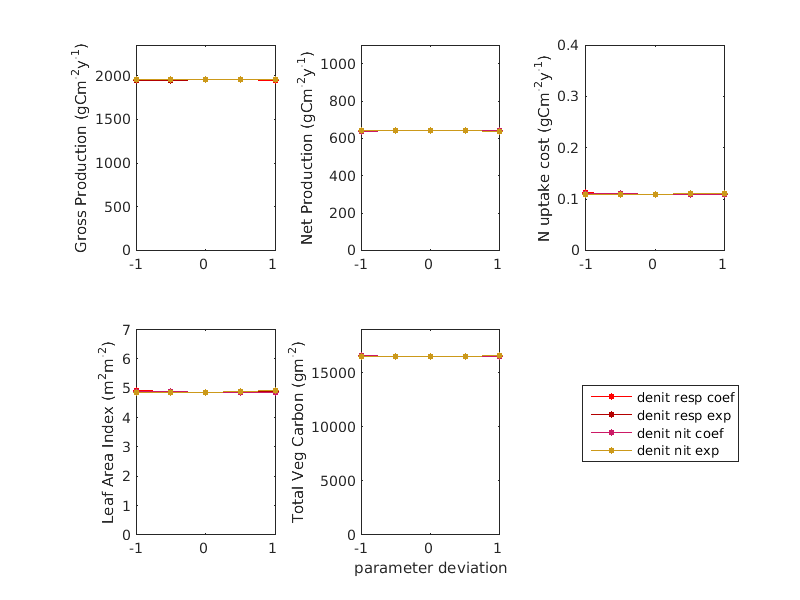 Gross Production (gCm⁻²y⁻¹)
2000
1500
1000
500
0
-1 0 1
Net Production (gCm⁻²y⁻¹)
1000
800
600
400
200
0
-1 0 1
N uptake cost (gCm⁻²y⁻¹)
0.4
0.3
0.2
0.1
0
-1 0 1
Leaf Area Index (m²m⁻²)
7
6
5
4
3
2
1
0
-1 0 1
Total Veg Carbon (gm⁻²)
15000
10000
5000
0
-1 0 1
parameter deviation
denit resp coef
denit resp exp
denit nit coef
denit nit exp